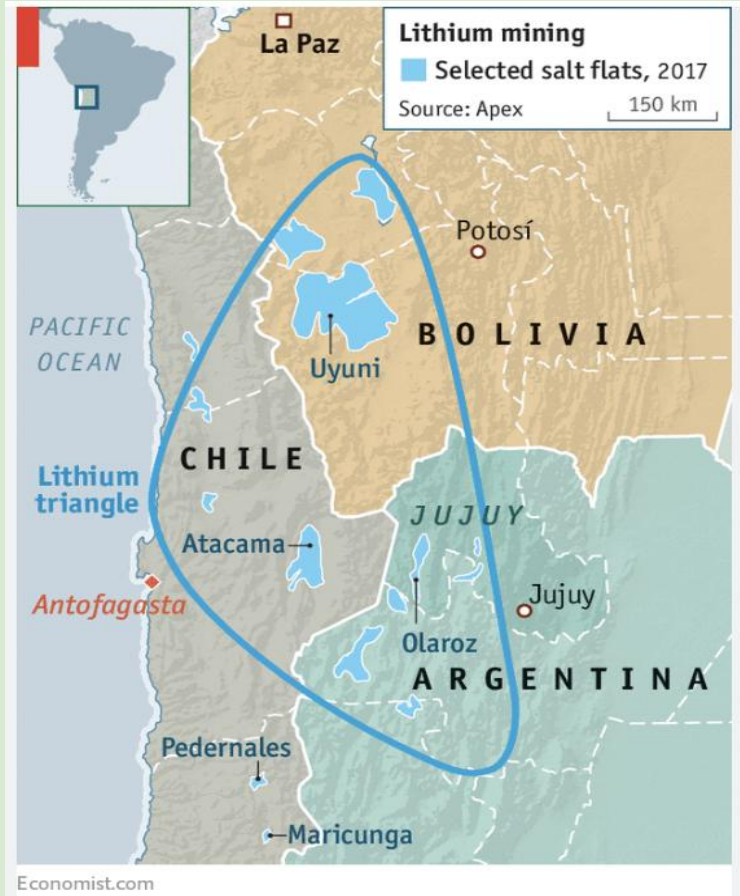 La Paz
Lithium mining
Selected salt flats, 2017
Source: Apex
150 km
Potosí
PACIFIC
OCEAN
BOLIVIA
Uyuni
CHILE
Lithium
triangle
JUJUY
Atacama
Antofagasta
Jujuy
Olaroz
ARGENTINA
Pedernales
Maricunga
Economist.com